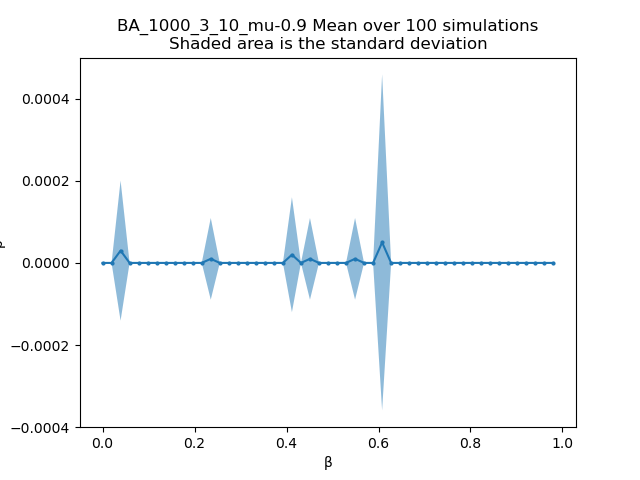 BA_1000_3_10_mu-0.9 Mean over 100 simulations
Shaded area is the standard deviation
0.0004
0.0002
0.0000
−0.0002
−0.0004
0.0 0.2 0.4 0.6 0.8 1.0
β